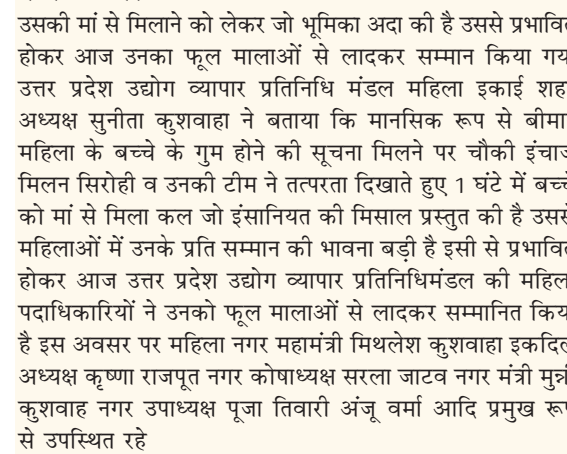 उसकी मां से मिलाने को लेकर जो भूमिका अदा की है उससे प्रभावित
होकर आज उनका फूल मालाओं से लादकर सम्मान किया गय
उत्तर प्रदेश उद्योग व्यापार प्रतिनिधि मंडल महिला इकाई शह
अध्यक्ष सुनीता कुशवाहा ने बताया कि मानसिक रूप से बीमा
महिला के बच्चे के गुम होने की सूचना मिलने पर चौकी इंचार्ज
मिलन सिरोही व उनकी टीम ने तत्परता दिखाते हुए 1 घंटे में बच्चे
को मां से मिला कल जो इंसानियत की मिसाल प्रस्तुत की है उससे
महिलाओं में उनके प्रति सम्मान की भावना बड़ी है इसी से प्रभावित
होकर आज उत्तर प्रदेश उद्योग व्यापार प्रतिनिधिमंडल की महिल
पदाधिकारियों ने उनको फूल मालाओं से लादकर सम्मानित किय
है इस अवसर पर महिला नगर महामंत्री मिथलेश कुशवाहा इकदिल
अध्यक्ष कृष्णा राजपूत नगर कोषाध्यक्ष सरला जाटव नगर मंत्री मुन्नी
कुशवाह नगर उपाध्यक्ष पूजा तिवारी अंजू वर्मा आदि प्रमुख रूप
से उपस्थित रहे